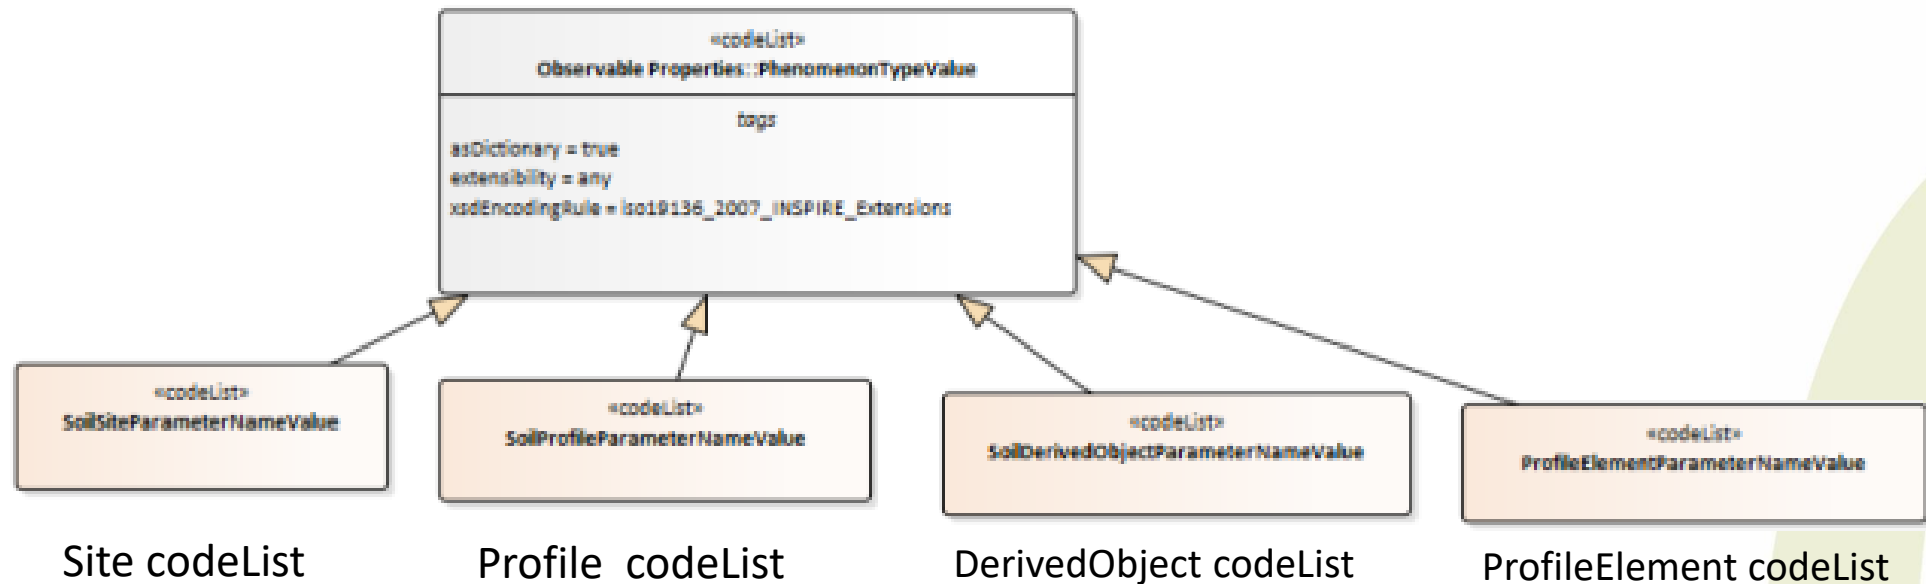 «codeList»
Observable Properties::PhenomenonTypeValue
tags
asDictionary = true
extensibility = any
xsdEncodingRule = iso19136_2007_INSPIRE_Extensions
«codeList»
SoilSiteParameterNameValue
«codeList»
SoilProfileParameterNameValue
«codeList»
SoilDerivedObjectParameterNameValue
«codeList»
ProfileElementParameterNameValue
Site codeList
Profile  codeList
DerivedObject codeList
ProfileElement codeList